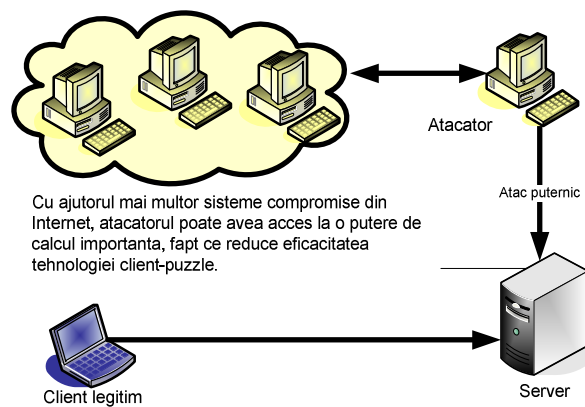 Atacator
Cu ajutorul mai multor sisteme compromise din
Internet, atacatorul poate avea acces la o putere de
calcul importanta, fapt ce reduce eficacitatea
tehnologiei client-puzzle.
Atac puternic
Client legitim
Server